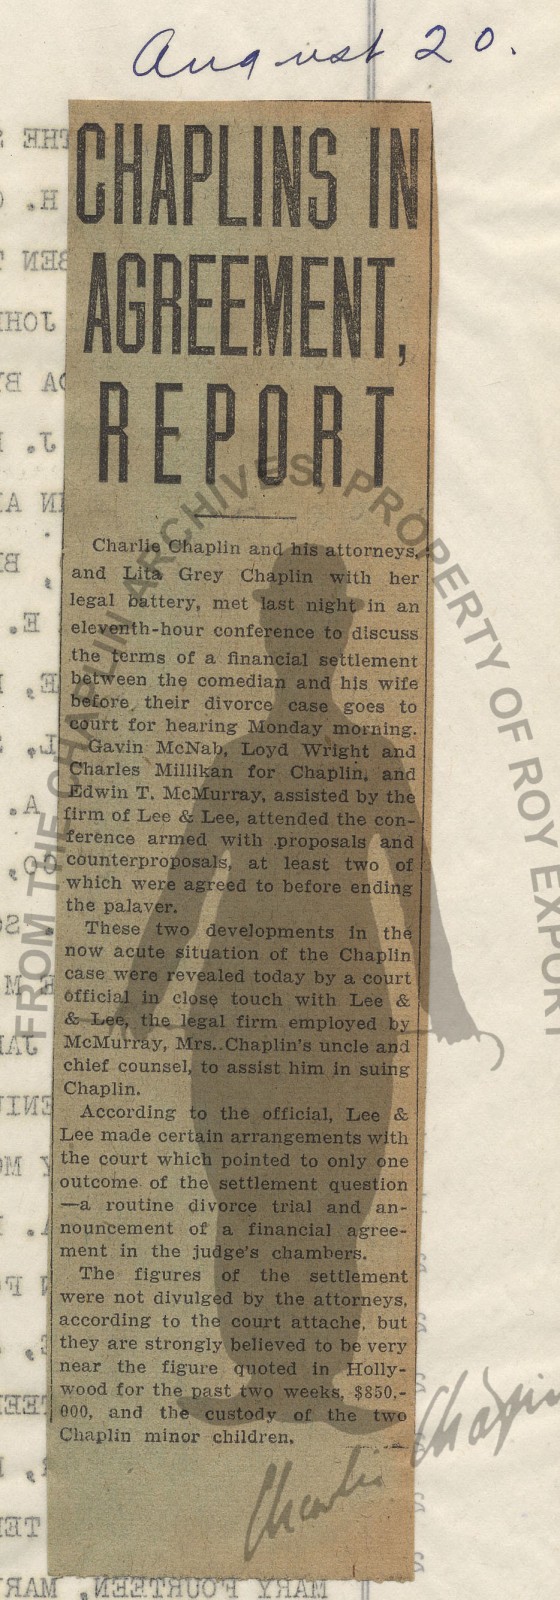 August 20.
CHAPLINS IN
AGREEMENT,
REPORT
Charlie Chaplin and his attorneys,
and Lita Grey Chaplin with her
legal battery, met last night in an
eleventh-hour conference to discuss
the terms of a financial settlement
between the comedian and his wife
before their divorce case goes to
court for hearing Monday morning.
Gavin McNab, Loyd Wright and
Charles Millikan for Chaplin, and
Edwin T. McMurray, assisted by the
firm of Lee & Lee, attended the con-
ference armed with proposals and
counterproposals, at least two of
which were agreed to before ending
the palaver.
These two developments in the
now acute situation of the Chaplin
case were revealed today by a court
official in close touch with Lee &
& Lee, the legal firm employed by
McMurray, Mrs. Chaplin's uncle and
chief counsel, to assist him in suing
Chaplin.
According to the official, Lee &
Lee made certain arrangements with
the court which pointed to only one
outcome of the settlement question
—a routine divorce trial and an-
nouncement of a financial agree-
ment in the judge's chambers.
The figures of the settlement
were not divulged by the attorneys,
according to the court attache, but
they are strongly believed to be very
near the figure quoted in Holly-
wood for the past two weeks, $850,-
000, and the custody of the two
Chaplin minor children.
FROM THE CHAPLIN ARCHIVES, PROPERTY OF ROY EXPORT
Charlie Chaplin
MARY FOURTEEN, MAR